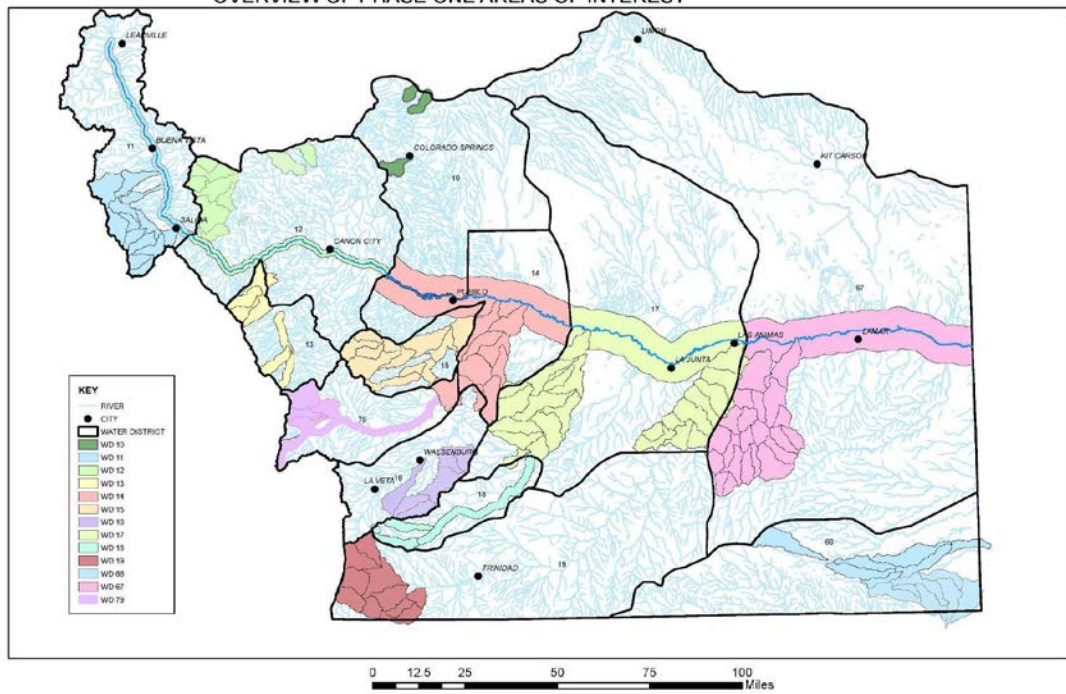 OVERVIEW OF PHASE ONE AREAS OF INTEREST
LEADVILLE
LIMON
BUENA VISTA
11
COLORADO SPRINGS
KIT CARSON
10
SALIDA
12
CANON CITY
14
67
PUEBLO
17
LAS ANIMAS
LAMAR
13
15
LA JUNTA
79
WALSENBURG
LA VETA
16
18
66
TRINIDAD
19
KEY
RIVER
CITY
WATER DISTRICT
WD 10
WD 11
WD 12
WD 13
WD 14
WD 15
WD 16
WD 17
WD 18
WD 19
WD 66
WD 67
WD 79
0 12.5 25 50 75 100
Miles